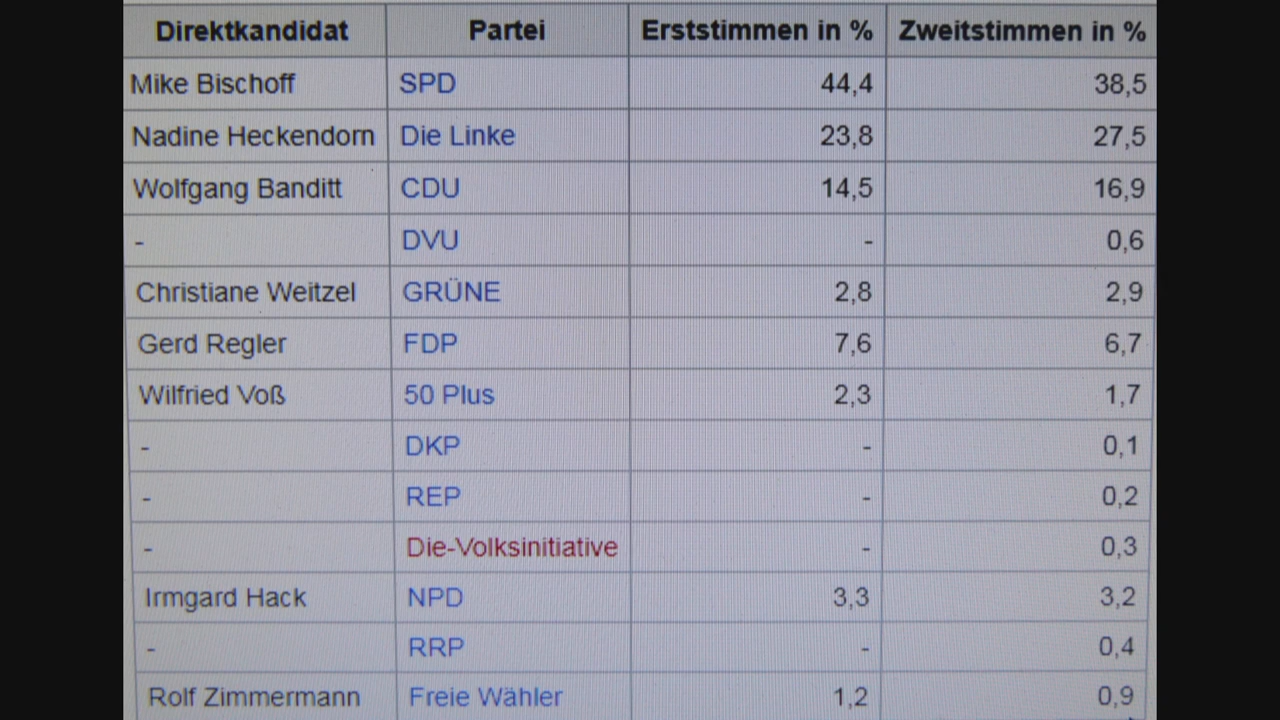 Direktkandidat Partei Erststimmen in % Zweitstimmen in %
Mike Bischoff SPD 44,4 38,5
Nadine Heckendorn Die Linke 23,8 27,5
Wolfgang Banditt CDU 14,5 16,9
- DVU - 0,6
Christiane Weitzel GRÜNE 2,8 2,9
Gerd Regler FDP 7,6 6,7
Wilfried Voß 50 Plus 2,3 1,7
- DKP - 0,1
- REP - 0,2
- Die-Volksinitiative - 0,3
Irmgard Hack NPD 3,3 3,2
- RRP - 0,4
Rolf Zimmermann Freie Wähler 1,2 0,9